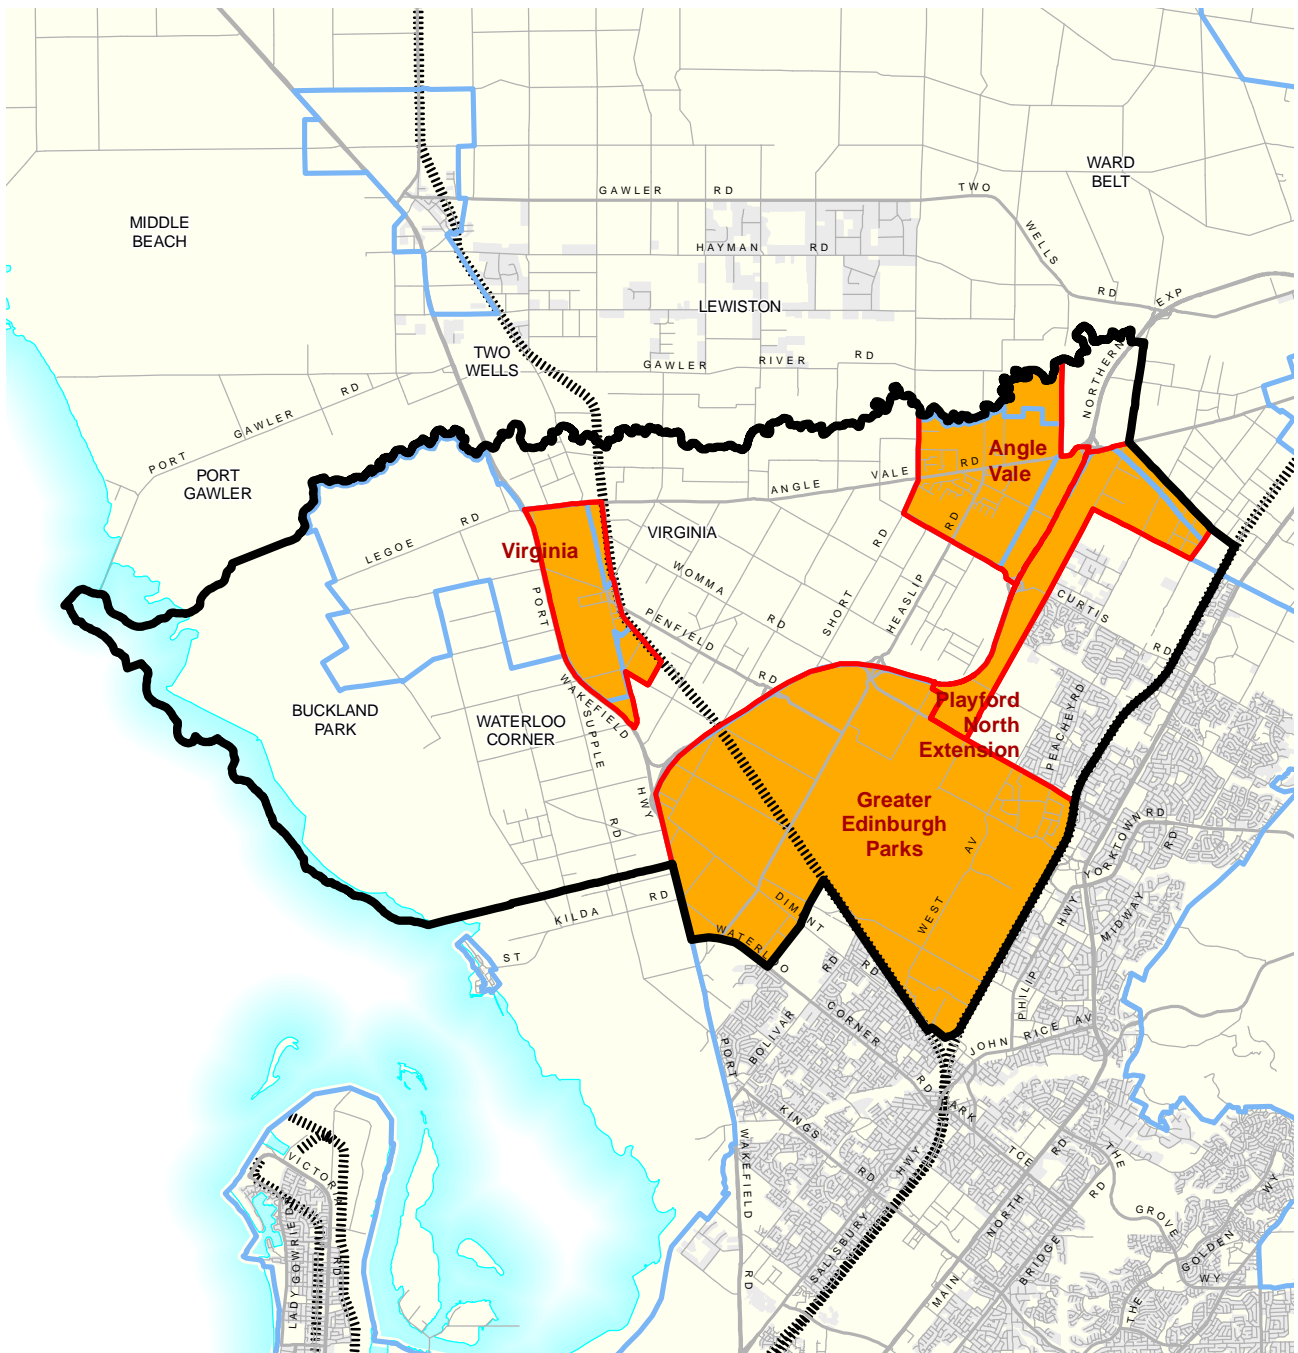 WARD
BELT
GAWLER RD
TWO
WELLS
RD
MIDDLE
BEACH
HAYMAN RD
EXP
LEWISTON
NORTHERN
TWO
WELLS
GAWLER RIVER RD
PORT GAWLER RD
Angle
Vale
PORT
GAWLER
ANGLE VALE RD
LEGOE RD
VIRGINIA
Virginia
WOMMA RD
SHORT RD
HEASLIP RD
CURTIS RD
PORT
WAKEFIELD
HWY
PENFIELD RD
BUCKLAND
PARK
WATERLOO
CORNER
SUPPLE RD
Playford
North
Extension
PEACHEYRD
Greater
Edinburgh
Parks
YORKTOWN RD
WEST AV
MIDWAY RD
DIMENT RD
ST KILDA RD
WATERLOO
CORNER
RD
PHILIP HWY
BOLIVAR RD
JOHN RICE AV
PORT
WAKEFIELD
RD
KINGS RD
PARK TCE
SALISBURY HWY
MAIN NORTH RD
BRIDGE RD
THE
GROVE
WY
THE GOLDEN WY
VICTORIA RD
LADY GOWRIE D